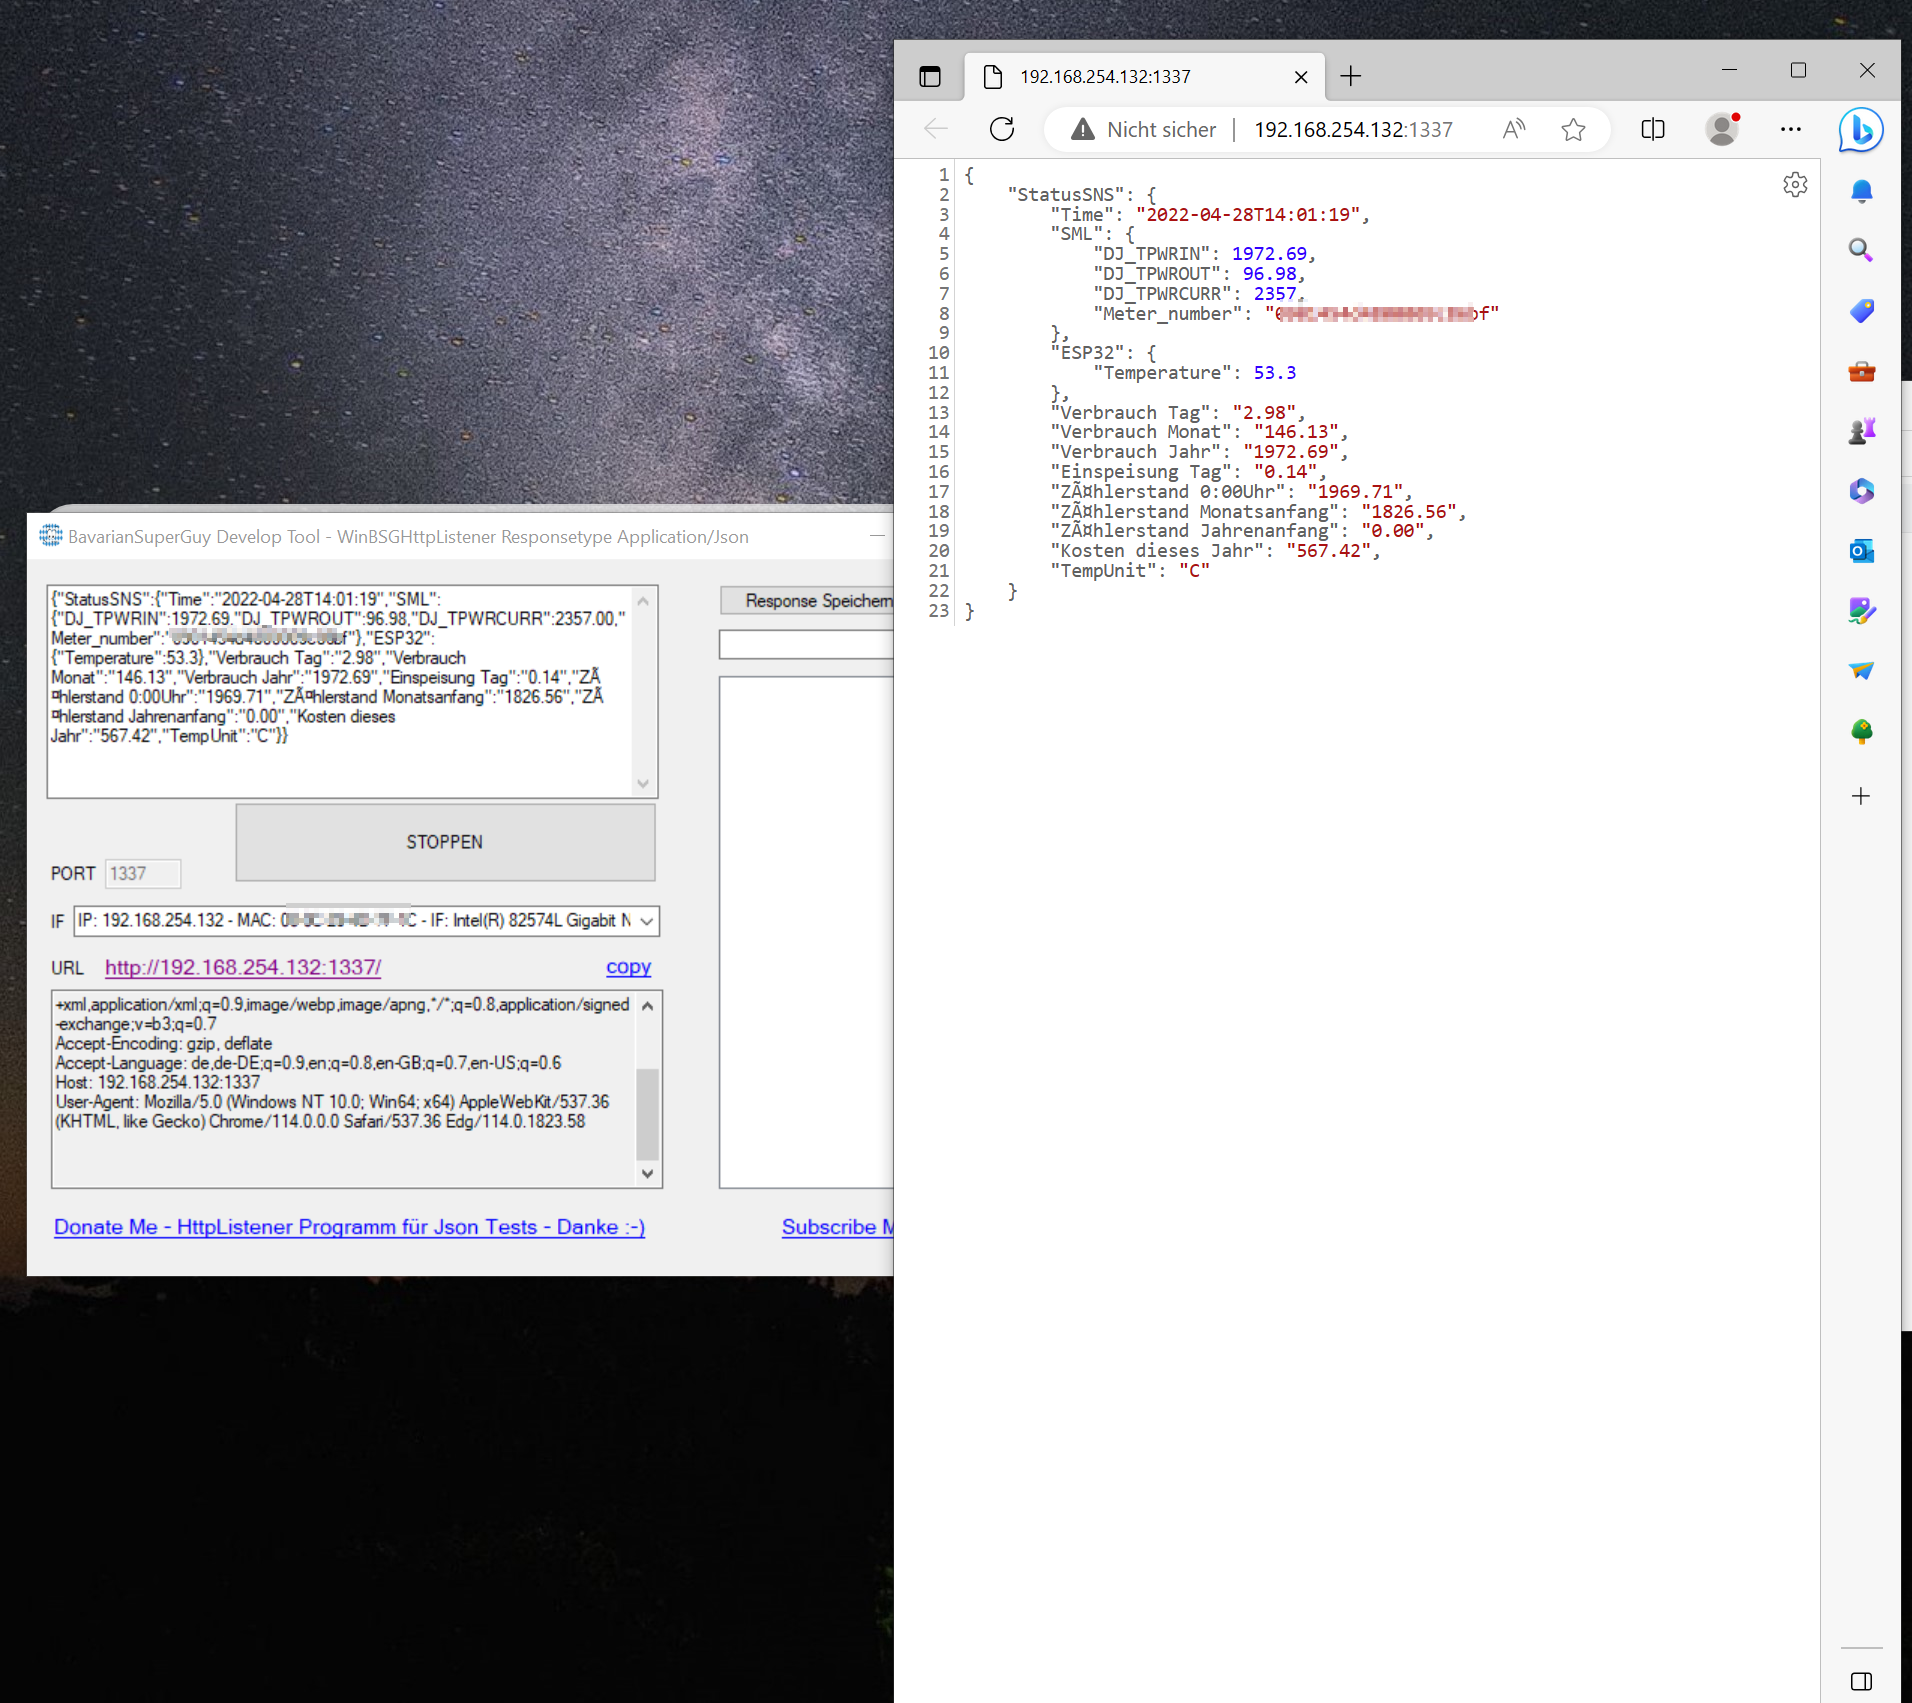 BavarianSuperGuy Develop Tool - WinBSGHttpListener Responsetype Application/Json
{"StatusSNS":{"Time":"2022-04-28T14:01:19","SML":
{"DJ_TPWRIN":1972.69,"DJ_TPWROUT":96.98,"DJ_TPWRCURR":2357.00,"
Meter_number":"f"},"ESP32":
{"Temperature":53.3},"Verbrauch Tag":"2.98","Verbrauch
Monat":"146.13","Verbrauch Jahr":"1972.69","Einspeisung Tag":"0.14","ZÃ
¤hlerstand 0:00Uhr":"1969.71","ZÃ¤hlerstand Monatsanfang":"1826.56","ZÃ
¤hlerstand Jahrenanfang":"0.00","Kosten dieses
Jahr":"567.42","TempUnit":"C"}}
STOPPEN
PORT 1337
IF IP: 192.168.254.132 - MAC: C - IF: Intel(R) 82574L Gigabit N
URL http://192.168.254.132:1337/ copy
+xml,application/xml;q=0.9,image/webp,image/apng,*/*;q=0.8,application/signed
-exchange;v=b3;q=0.7
Accept-Encoding: gzip, deflate
Accept-Language: de,de-DE;q=0.9,en;q=0.8,en-GB;q=0.7,en-US;q=0.6
Host: 192.168.254.132:1337
User-Agent: Mozilla/5.0 (Windows NT 10.0; Win64; x64) AppleWebKit/537.36
(KHTML, like Gecko) Chrome/114.0.0.0 Safari/537.36 Edg/114.0.1823.58
Donate Me - HttpListener Programm für Json Tests - Danke :-)
Response Speichern
Subscribe M
192.168.254.132:1337
Nicht sicher | 192.168.254.132:1337
1 {
2 "StatusSNS": {
3 "Time": "2022-04-28T14:01:19",
4 "SML": {
5 "DJ_TPWRIN": 1972.69,
6 "DJ_TPWROUT": 96.98,
7 "DJ_TPWRCURR": 2357,
8 "Meter_number": "bf"
9 },
10 "ESP32": {
11 "Temperature": 53.3
12 },
13 "Verbrauch Tag": "2.98",
14 "Verbrauch Monat": "146.13",
15 "Verbrauch Jahr": "1972.69",
16 "Einspeisung Tag": "0.14",
17 "ZÃ¤hlerstand 0:00Uhr": "1969.71",
18 "ZÃ¤hlerstand Monatsanfang": "1826.56",
19 "ZÃ¤hlerstand Jahrenanfang": "0.00",
20 "Kosten dieses Jahr": "567.42",
21 "TempUnit": "C"
22 }
23 }